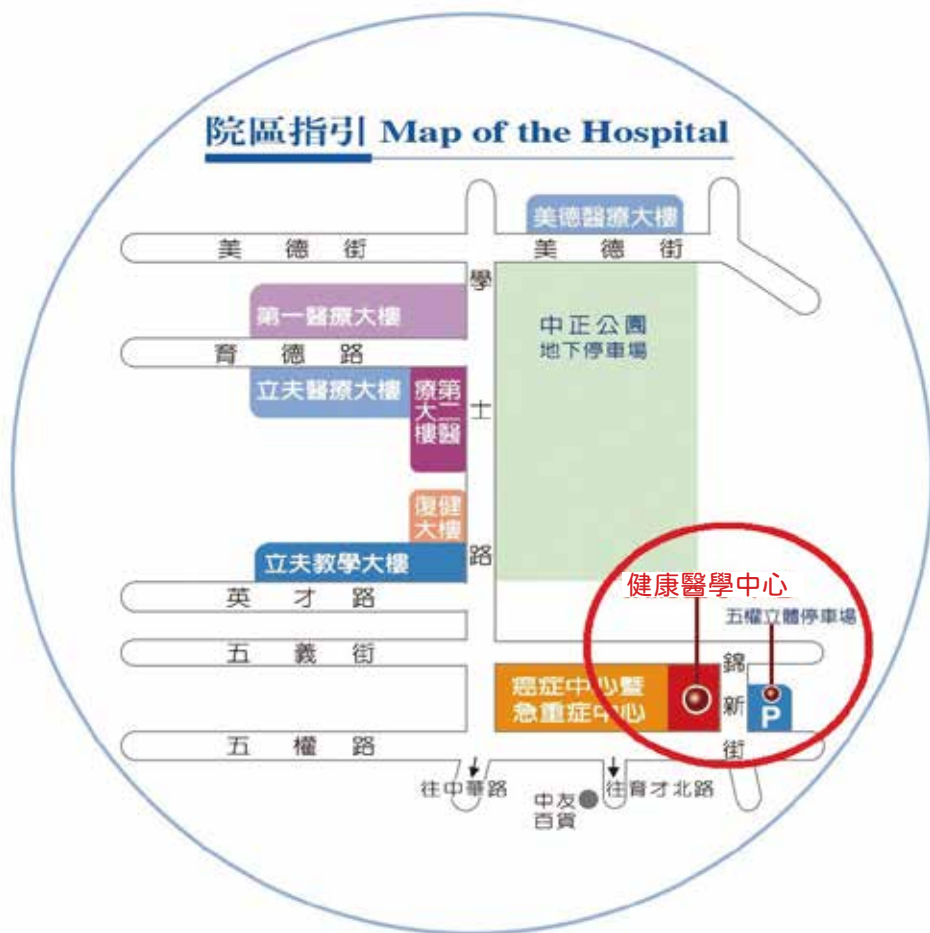 院區指引 Map of the Hospital
美德醫療大樓
美德街
美德街
學士路
第一醫療大樓
中正公園
地下停車場
育德路
立夫醫療大樓
第二醫
療大樓
復健
大樓
立夫教學大樓
健康醫學中心
英才路
五權立體停車場
五義街
錦新街
癌症中心暨
急重症中心
P
五權路
往中華路
中友
百貨
往育才北路